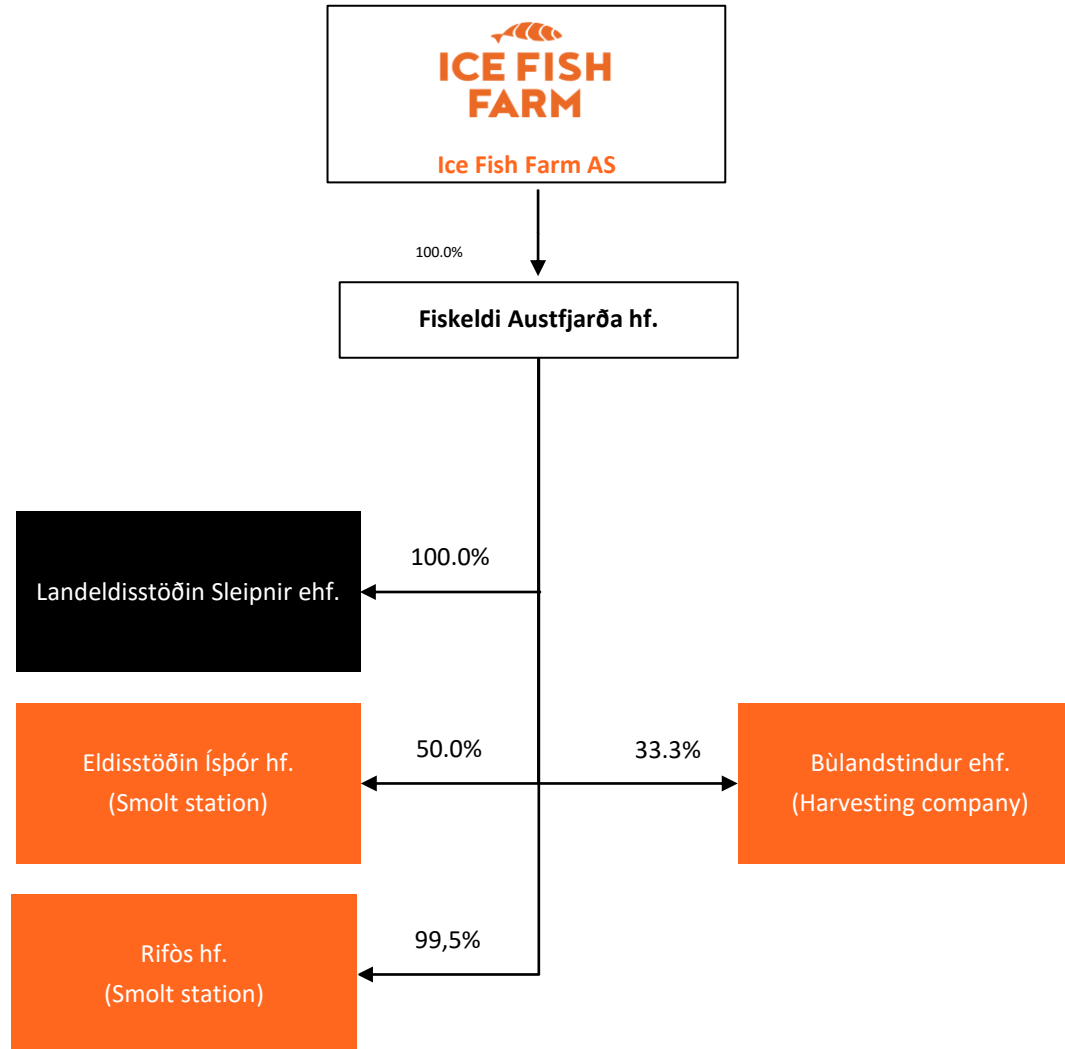 ICE FISH
FARM
Ice Fish Farm AS
100.0%
Fiskeldi Austfjarða hf.
100.0%
Landeldisstöðin Sleipnir ehf.
50.0%
33.3%
Eldisstöðin Ísþór hf.
(Smolt station)
Bùlandstindur ehf.
(Harvesting company)
99,5%
Rifòs hf.
(Smolt station)